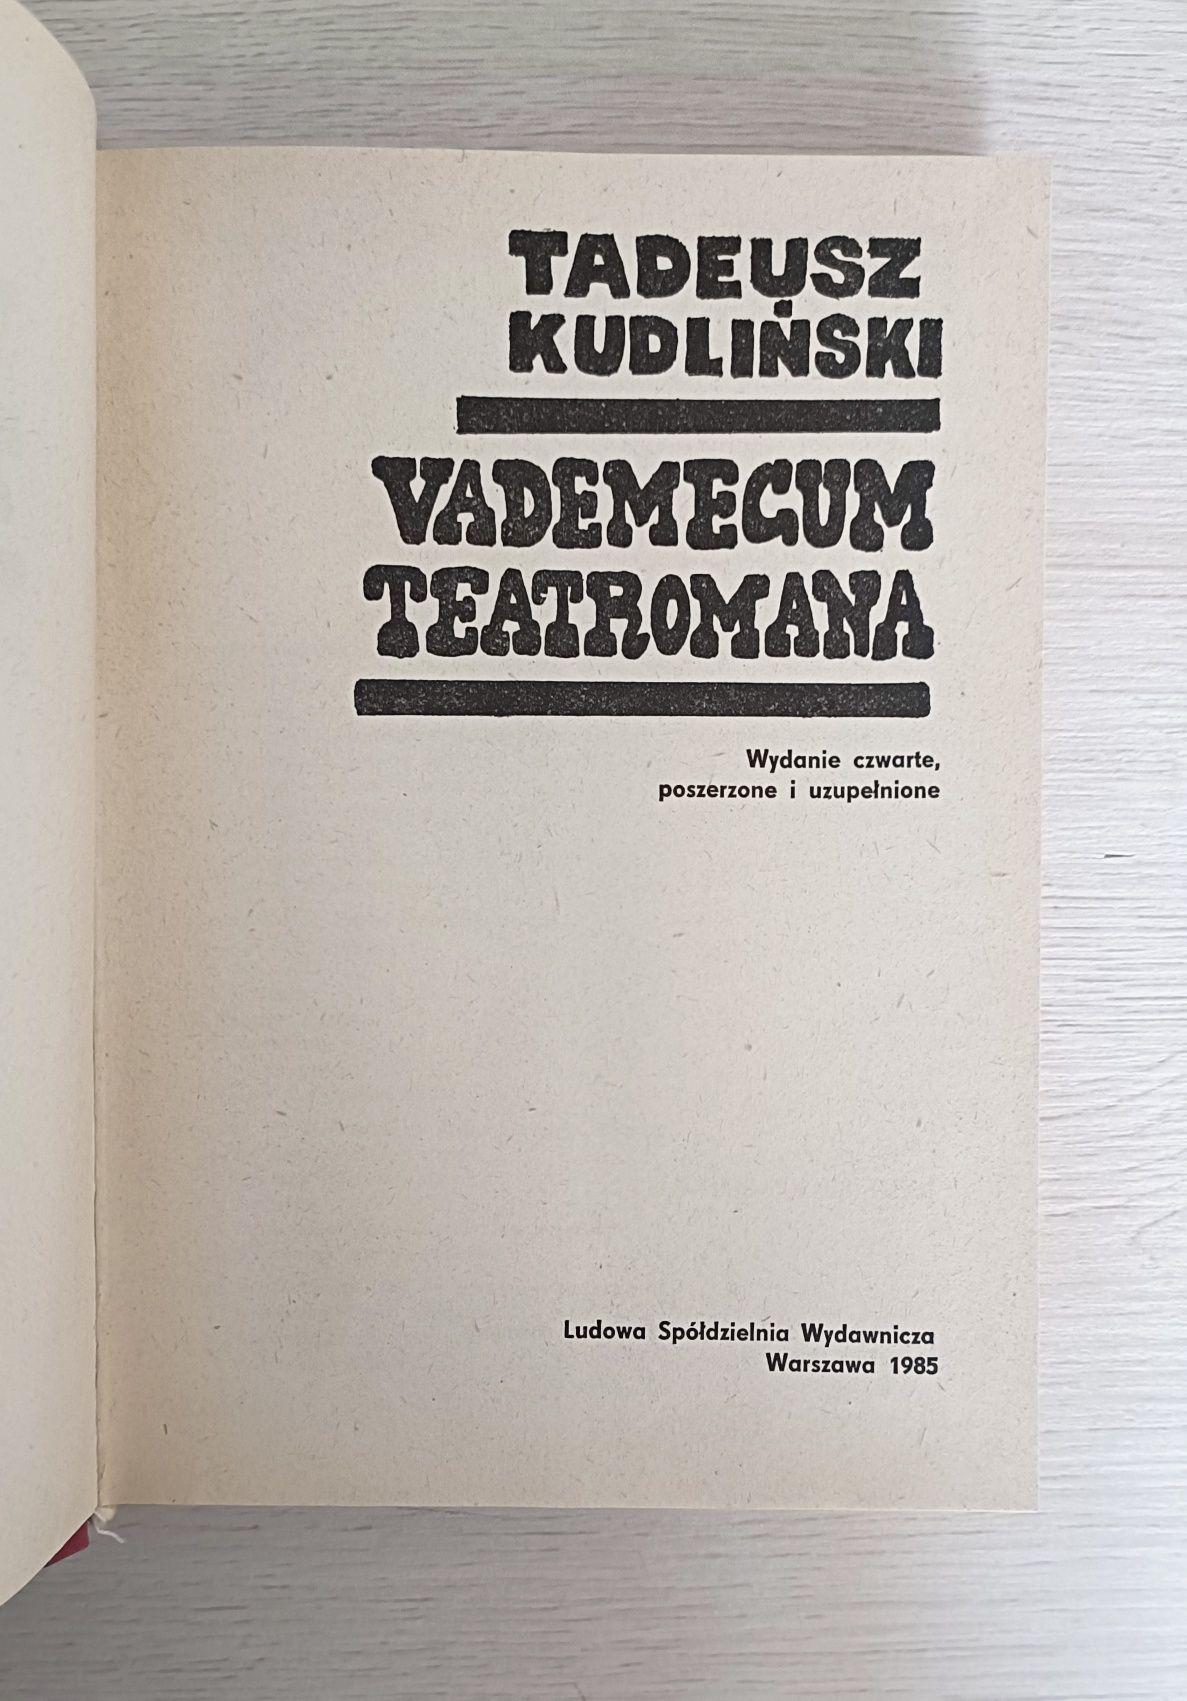 TADEUSZ
KUDLIŃSKI
VADEMECUM
TEATROMANA
Wydanie czwarte,
poszerzone i uzupełnione
Ludowa Spółdzielnia Wydawnicza
Warszawa 1985